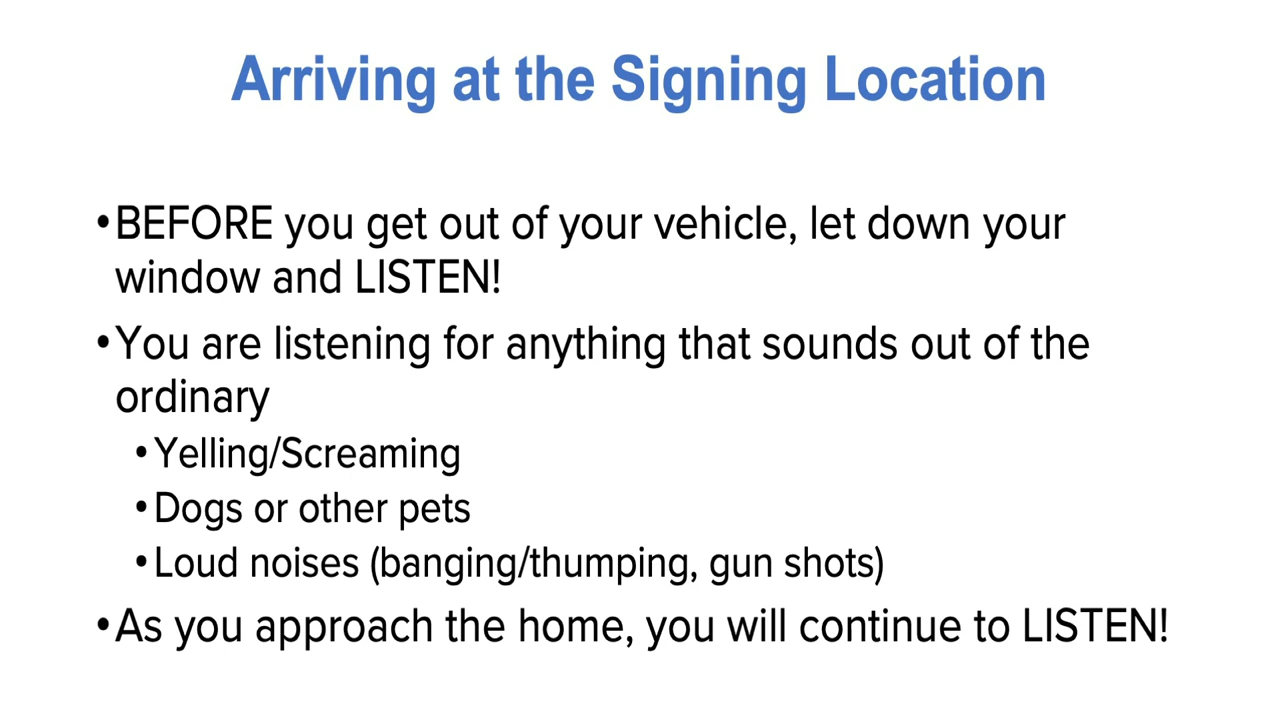 Arriving at the Signing Location
•BEFORE you get out of your vehicle, let down your
window and LISTEN!
•You are listening for anything that sounds out of the
ordinary
•Yelling/Screaming
•Dogs or other pets
•Loud noises (banging/thumping, gun shots)
•As you approach the home, you will continue to LISTEN!